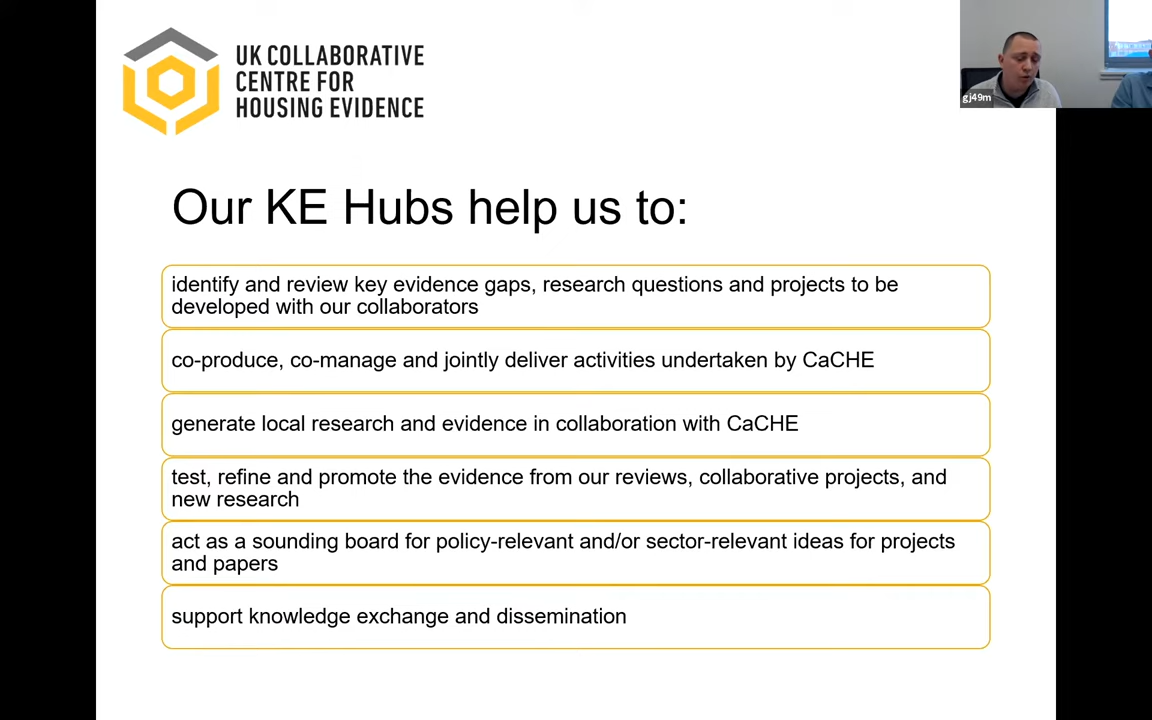 UK COLLABORATIVE
CENTRE FOR
HOUSING EVIDENCE
gj49m
Our KE Hubs help us to:
identify and review key evidence gaps, research questions and projects to be
developed with our collaborators
co-produce, co-manage and jointly deliver activities undertaken by CaCHE
generate local research and evidence in collaboration with CaCHE
test, refine and promote the evidence from our reviews, collaborative projects, and
new research
act as a sounding board for policy-relevant and/or sector-relevant ideas for projects
and papers
support knowledge exchange and dissemination